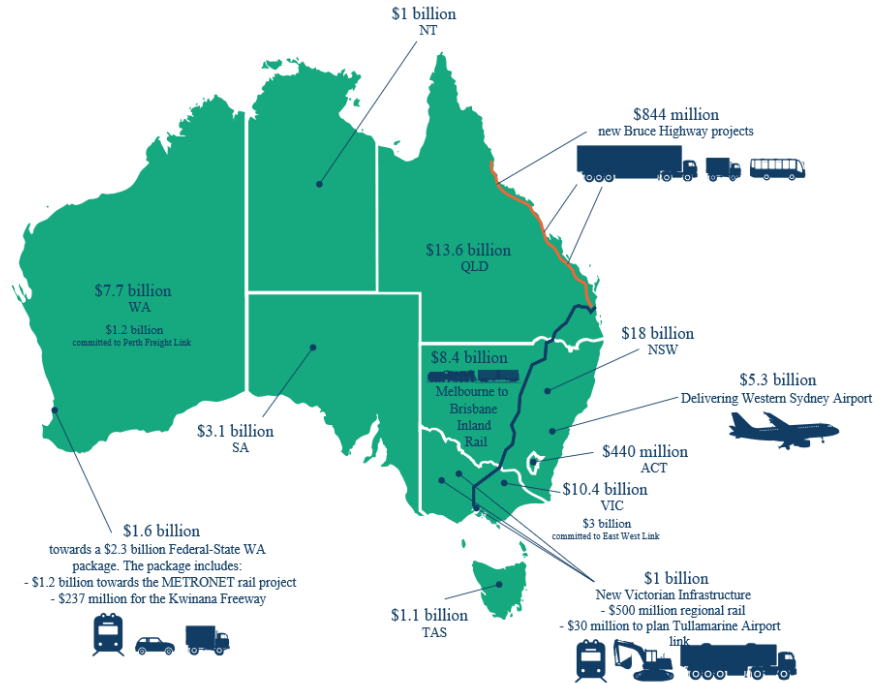 $1 billion
NT
$844 million
new Bruce Highway projects
$13.6 billion
QLD
$7.7 billion
WA
$1.2 billion
committed to Perth Freight Link
$18 billion
NSW
$8.4 billion
Melbourne to
Brisbane
Inland
Rail
$5.3 billion
Delivering Western Sydney Airport
$3.1 billion
SA
$440 million
ACT
$10.4 billion
VIC
$3 billion
committed to East West Link
$1.6 billion
towards a $2.3 billion Federal-State WA
package. The package includes:
- $1.2 billion towards the METRONET rail project
- $237 million for the Kwinana Freeway
$1 billion
New Victorian Infrastructure
- $500 million regional rail
- $30 million to plan Tullamarine Airport
link
$1.1 billion
TAS